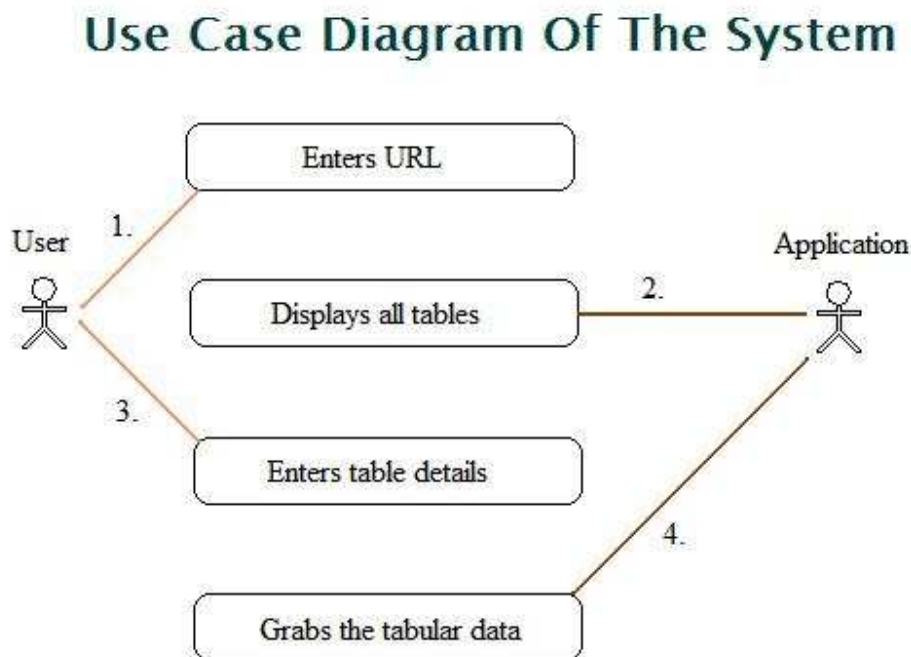 Use Case Diagram Of The System
Enters URL
1.
User
Application
Displays all tables
2.
3.
Enters table details
4.
Grabs the tabular data